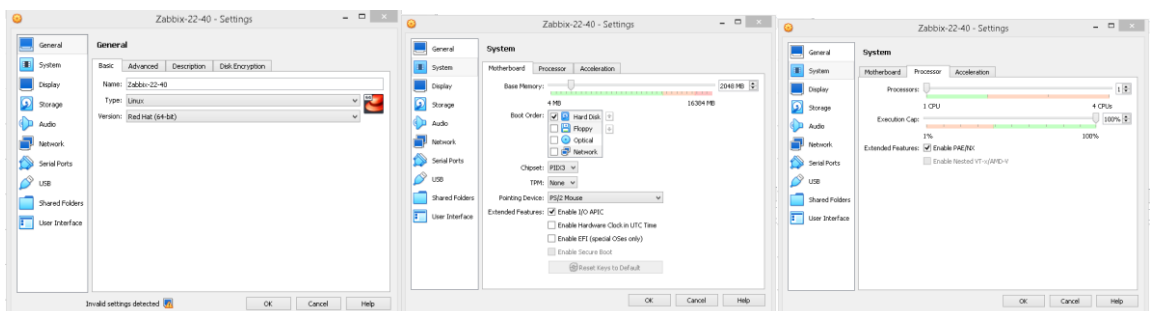 Zabbix-22-40 - Settings
General
System
Display
Storage
Audio
Network
Serial Ports
USB
Shared Folders
User Interface
General
Basic Advanced Description Disk Encryption
Name: Zabbix-22-40
Type: Linux
Version: Red Hat (64-bit)
Invalid settings detected
OK Cancel Help
Zabbix-22-40 - Settings
General
System
Display
Storage
Audio
Network
Serial Ports
USB
Shared Folders
User Interface
System
Motherboard Processor Acceleration
Base Memory: 2048 MB
4 MB 16384 MB
Boot Order: Hard Disk
Floppy
Optical
Network
Chipset: PIIX3
TPM: None
Pointing Device: PS/2 Mouse
Extended Features: Enable I/O APIC
Enable Hardware Clock in UTC Time
Enable EFI (special OSes only)
Enable Secure Boot
Reset Keys to Default
OK Cancel Help
Zabbix-22-40 - Settings
General
System
Display
Storage
Audio
Network
Serial Ports
USB
Shared Folders
User Interface
System
Motherboard Processor Acceleration
Processors: 1
1 CPU 4 CPUs
Execution Cap: 100%
1% 100%
Extended Features: Enable PAE/NX
Enable Nested VT-x/AMD-V
OK Cancel Help